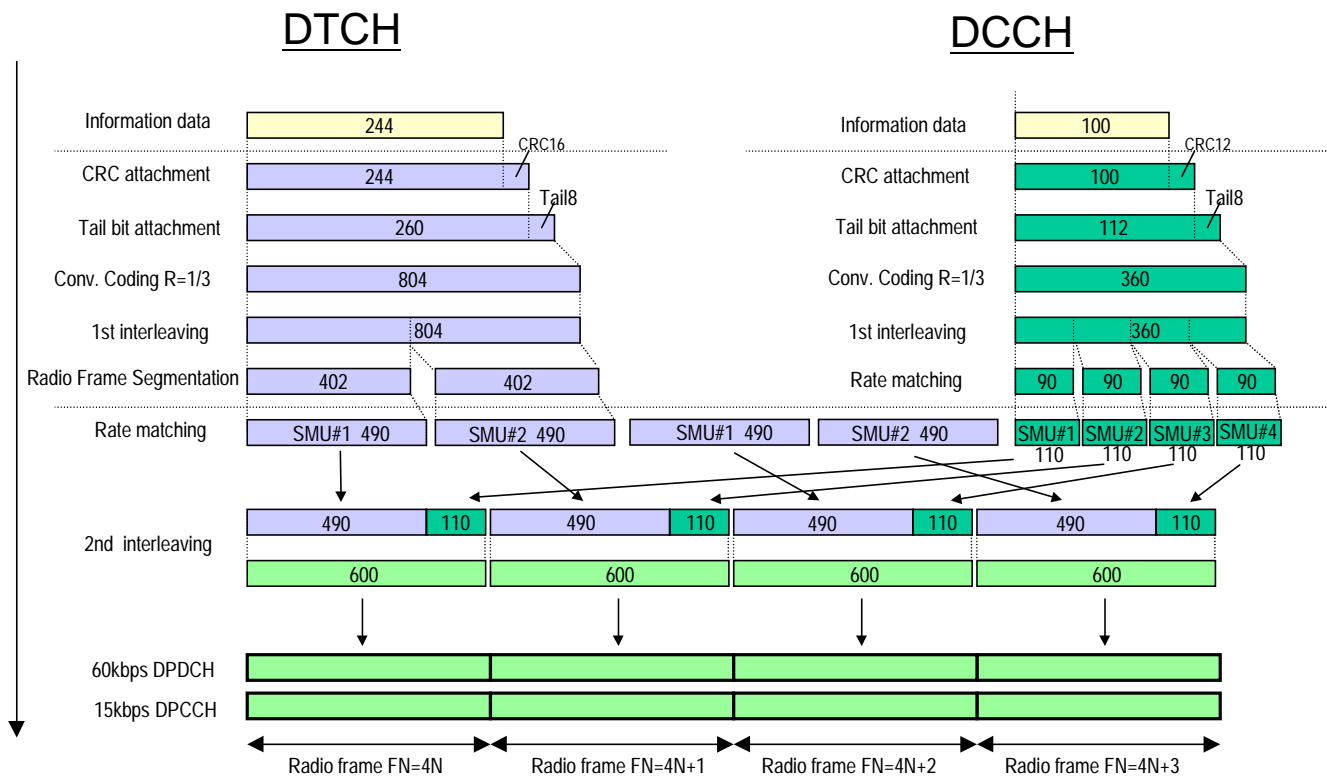 DTCH DCCH
Information data 244 Information data 100
CRC16 CRC12
CRC attachment 244 CRC attachment 100
Tail8 Tail8
Tail bit attachment 260 Tail bit attachment 112
Conv. Coding R=1/3 804 Conv. Coding R=1/3 360
1st interleaving 804 1st interleaving 360
Radio Frame Segmentation 402 402 Rate matching 90 90 90 90
Rate matching SMU#1 490 SMU#2 490 SMU#1 490 SMU#2 490 SMU#1 SMU#2 SMU#3 SMU#4
110 110 110 110
490 110 490 110 490 110 490 110
2nd interleaving
600 600 600 600
60kbps DPDCH
15kbps DPCCH
Radio frame FN=4N Radio frame FN=4N+1 Radio frame FN=4N+2 Radio frame FN=4N+3